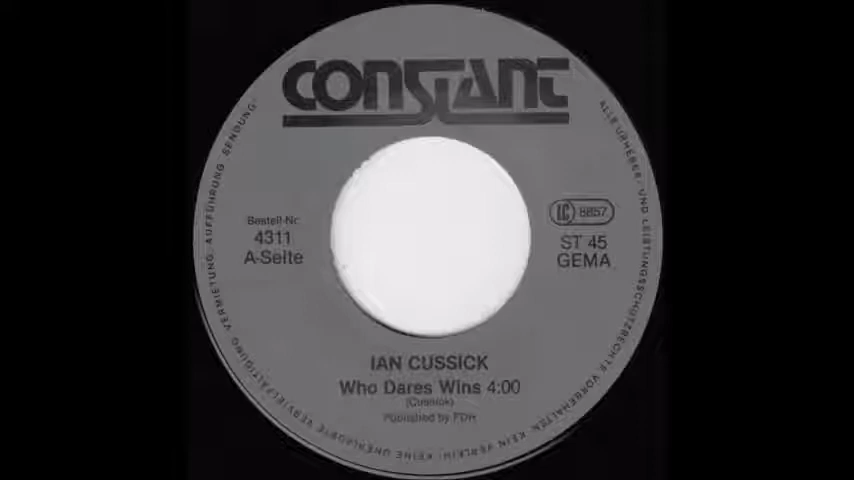 CONSTANT
ALLE URHEBER- UND LEISTUNGSSCHUTZRECHTE VORBEHALTEN. KEIN VERLEIH! KEINE UNERLAUBTE VERVIELFÄLTIGUNG, VERMIETUNG, AUFFÜHRUNG, SENDUNG!
Bestell-Nr.
4311
A-Seite
LC 8857
ST 45
GEMA
IAN CUSSICK
Who Dares Wins 4:00
(Cussick)
Published by